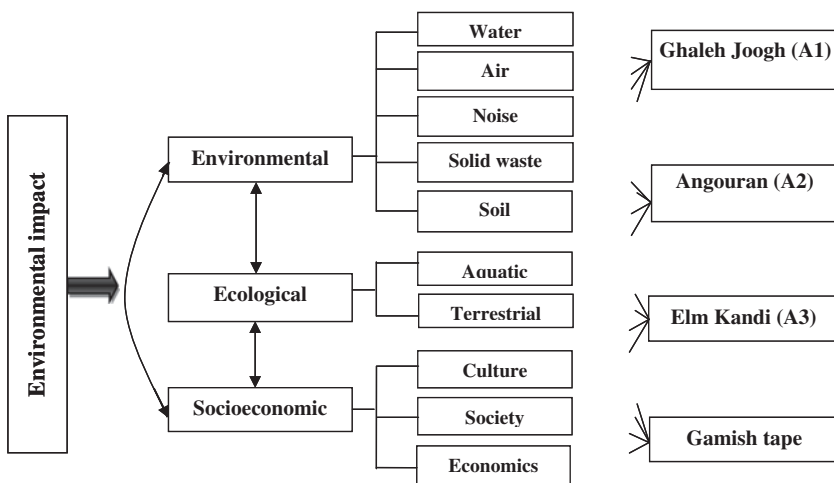 Environmental impact
Environmental
Ecological
Socioeconomic
Water
Air
Noise
Solid waste
Soil
Aquatic
Terrestrial
Culture
Society
Economics
Ghaleh Joogh (A1)
Angouran (A2)
Elm Kandi (A3)
Gamish tape